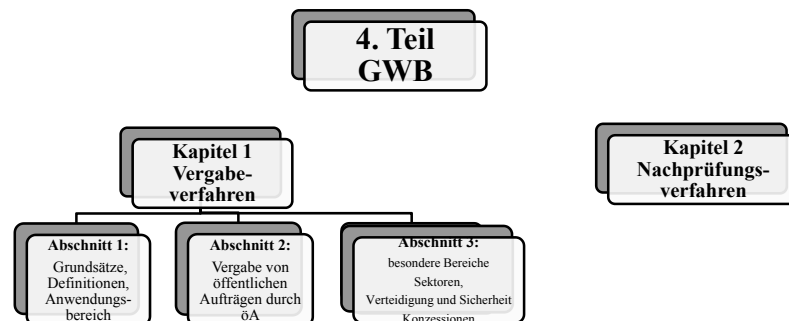 4. Teil
GWB
Kapitel 1
Vergabe-
verfahren
Kapitel 2
Nachprüfungs-
verfahren
Abschnitt 1:
Grundsätze,
Definitionen,
Anwendungs-
bereich
Abschnitt 2:
Vergabe von
öffentlichen
Aufträgen durch
öA
Abschnitt 3:
besondere Bereiche
Sektoren,
Verteidigung und Sicherheit
Konzessionen